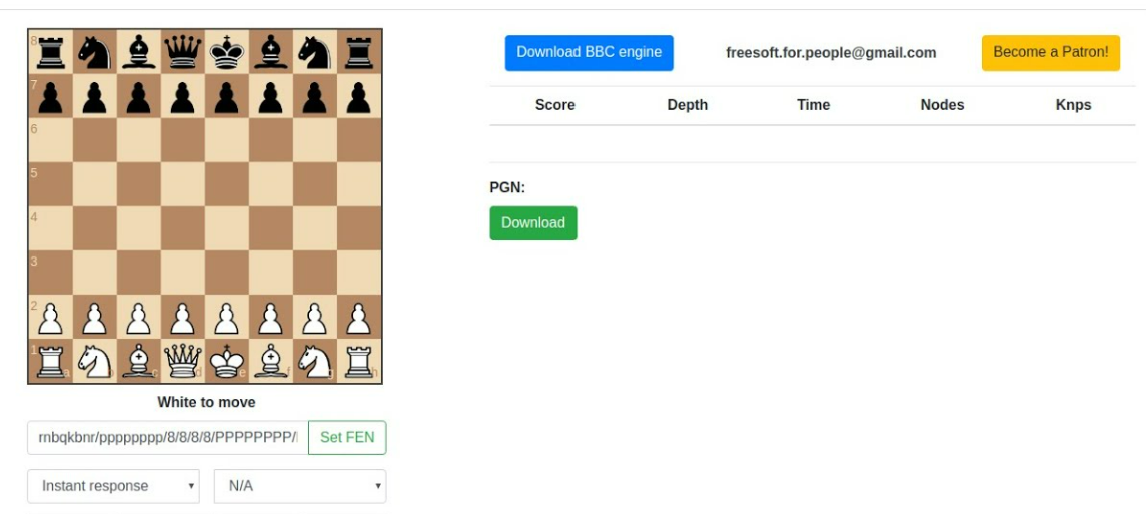 8
7
6
5
4
3
2
1
a b c d e f g h
White to move
rnbqkbnr/pppppppp/8/8/8/8/PPPPPPPP/
Set FEN
Instant response
N/A
Download BBC engine
freesoft.for.people@gmail.com
Become a Patron!
Score Depth Time Nodes Knps
PGN:
Download